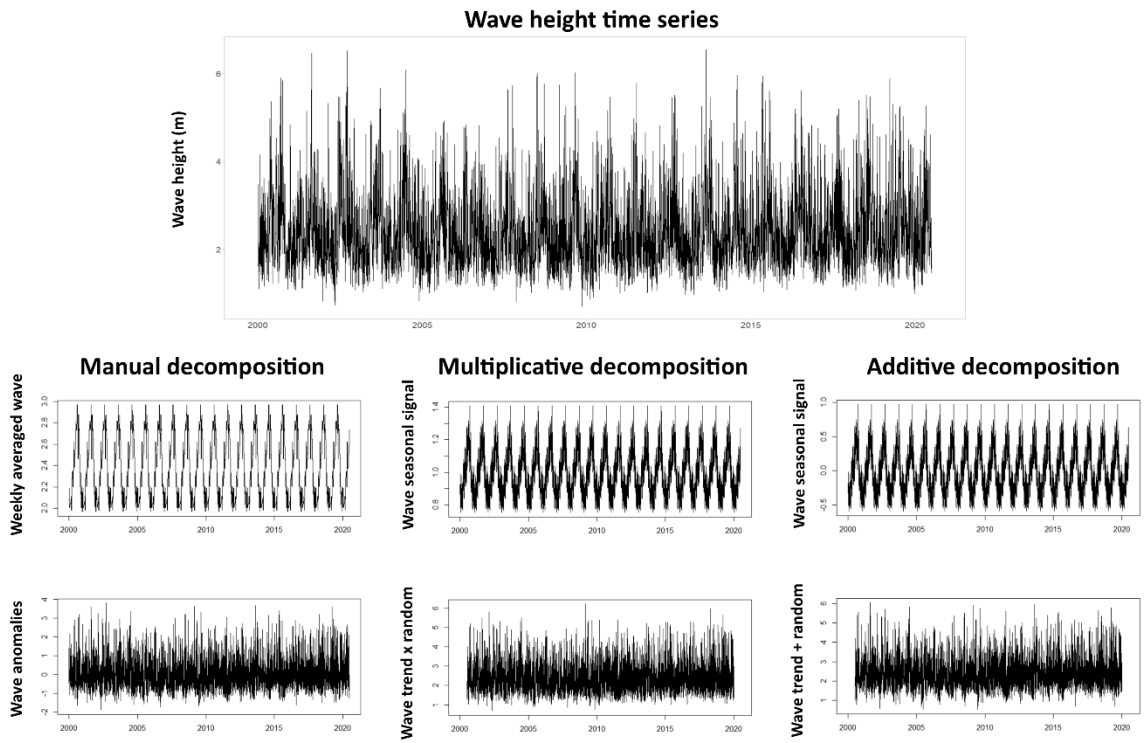 Wave height time series
Wave height (m)
6
4
2
2000 2005 2010 2015 2020
Manual decomposition
Multiplicative decomposition
Additive decomposition
Weekly averaged wave
3.0
2.8
2.6
2.4
2.2
2.0
2000 2005 2010 2015 2020
Wave seasonal signal
1.4
1.2
1.0
0.8
2000 2005 2010 2015 2020
Wave seasonal signal
1.0
0.5
0.0
-0.5
2000 2005 2010 2015 2020
Wave anomalies
4
3
2
1
0
-1
-2
2000 2005 2010 2015 2020
Wave trend x random
6
5
4
3
2
1
2000 2005 2010 2015 2020
Wave trend + random
6
5
4
3
2
1
2000 2005 2010 2015 2020